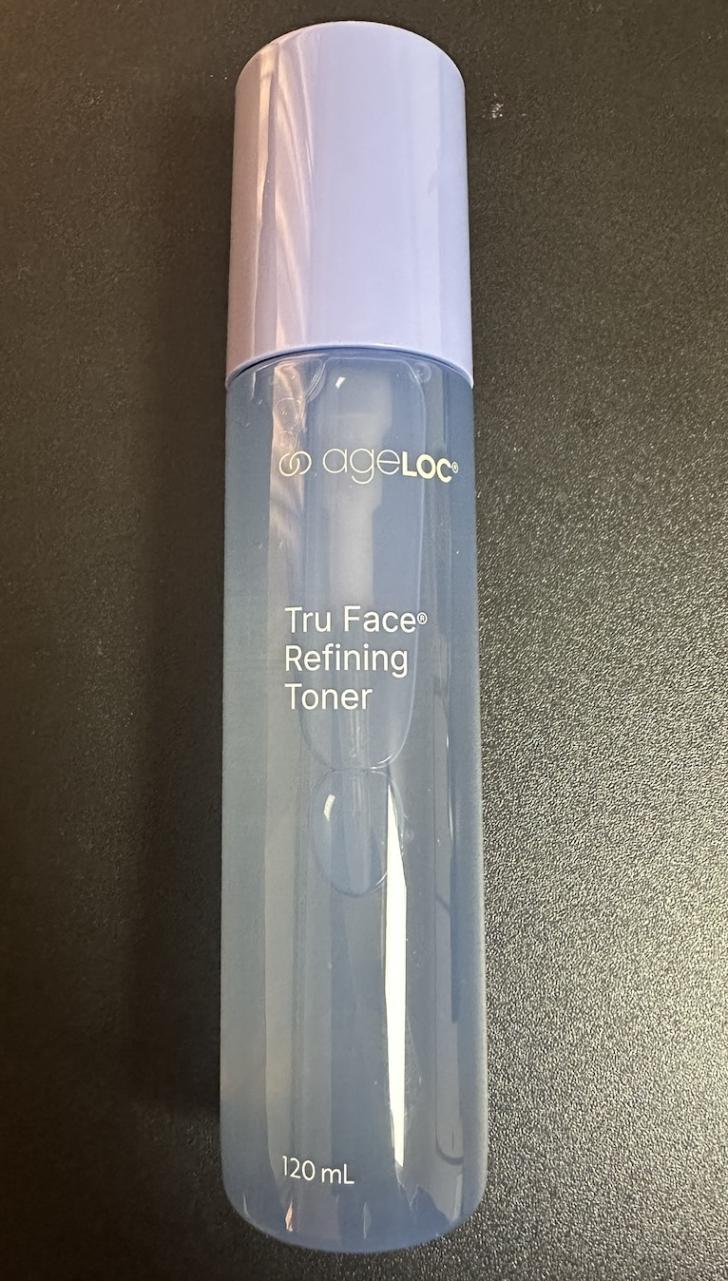 ageLOC®
Tru Face®
Refining
Toner
120 mL